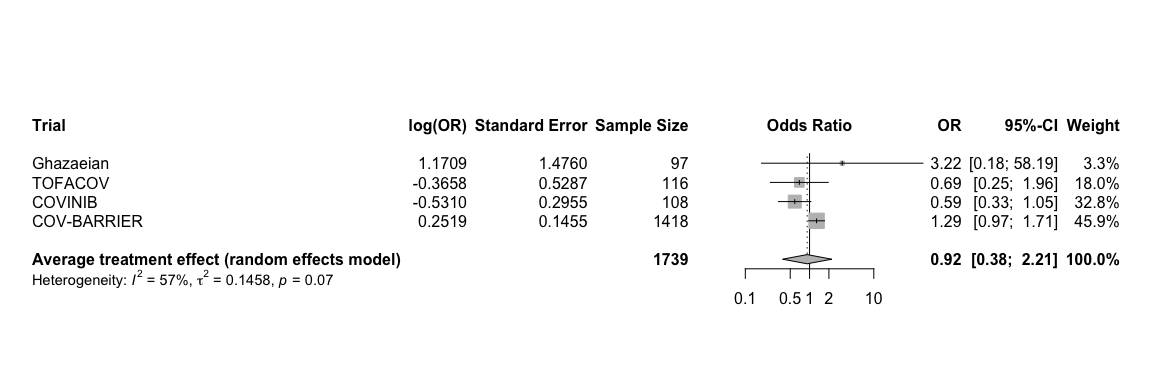 Trial log(OR) Standard Error Sample Size Odds Ratio OR 95%-CI Weight
Ghazaeian 1.1709 1.4760 97 3.22 [0.18; 58.19] 3.3%
TOFACOV -0.3658 0.5287 116 0.69 [0.25; 1.96] 18.0%
COVINIB -0.5310 0.2955 108 0.59 [0.33; 1.05] 32.8%
COV-BARRIER 0.2519 0.1455 1418 1.29 [0.97; 1.71] 45.9%
Average treatment effect (random effects model) 1739 0.92 [0.38; 2.21] 100.0%
Heterogeneity: I² = 57%, τ² = 0.1458, p = 0.07
0.1 0.5 1 2 10